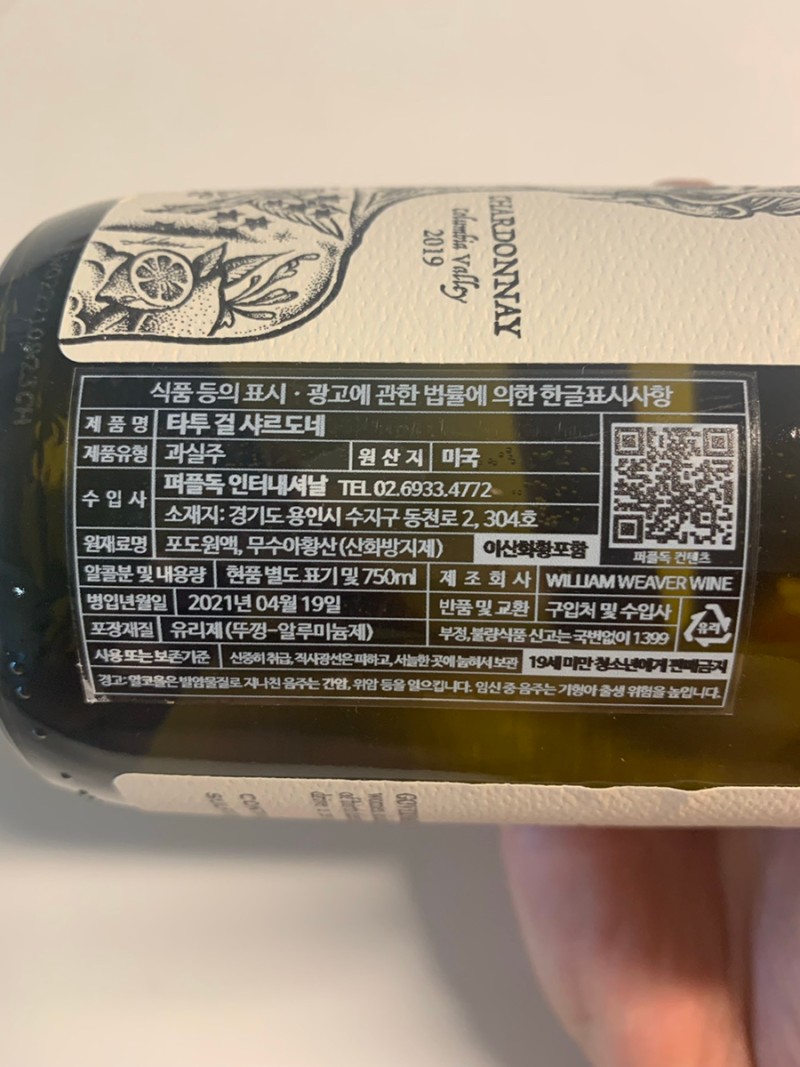 CHARDONNAY
Columbia Valley
2019
식품 등의 표시 · 광고에 관한 법률에 의한 한글표시사항
제 품 명 타투 걸 샤르도네
제품유형 과실주 원 산 지 미국
수 입 사 퍼플독 인터내셔날 TEL 02.6933.4772
소재지: 경기도 용인시 수지구 동천로 2, 304호
원재료명 포도원액, 무수아황산 (산화방지제) 이산화황포함
퍼플독 컨텐츠
알콜분 및 내용량 현품 별도 표기 및 750ml 제 조 회 사 WILLIAM WEAVER WINE
병입년월일 2021년 04월 19일 반품 및 교환 구입처 및 수입사
포장재질 유리제 (뚜껑-알루미늄제) 부정,불량식품 신고는 국번없이 1399 유리
사용 또는 보존기준 신중히 취급, 직사광선은 피하고, 서늘한 곳에 눕혀서 보관 19세 미만 청소년에게 판매금지
경고: 알코올은 발암물질로 지나친 음주는 간암, 위암 등을 일으킵니다. 임신 중 음주는 기형아 출생 위험을 높입니다.